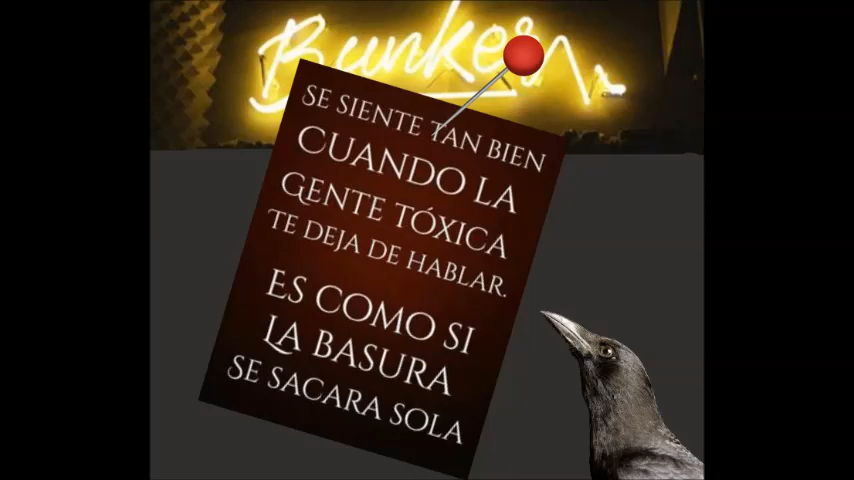 Bunker
Se siente tan bien
cuando la
gente tóxica
te deja de hablar.
Es como si
la basura
se sacara sola